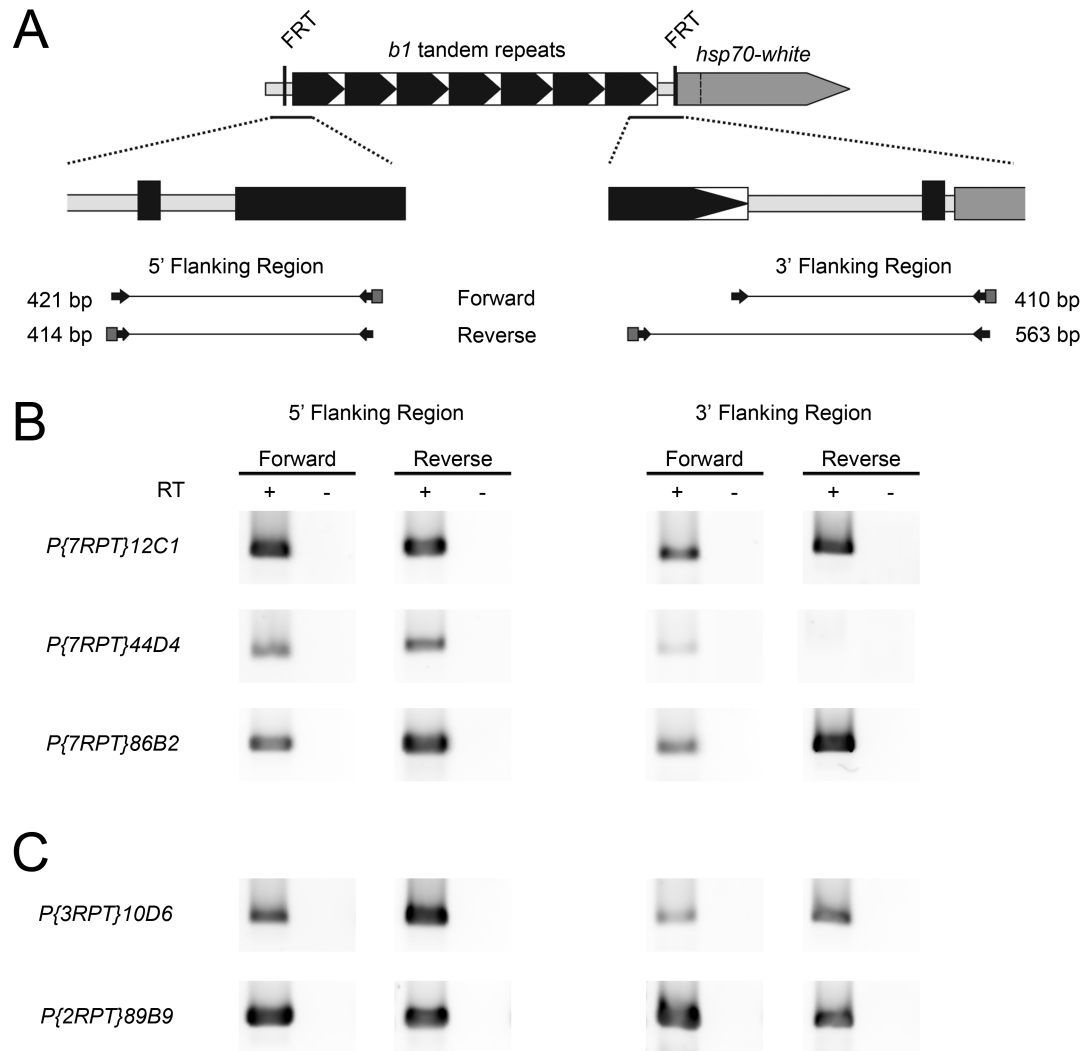 A
FRT
FRT
b1 tandem repeats
hsp70-white
5’ Flanking Region
3’ Flanking Region
421 bp
Forward
410 bp
414 bp
Reverse
563 bp
B
5’ Flanking Region
3’ Flanking Region
Forward
Reverse
Forward
Reverse
RT + - + - + - + -
P{7RPT}12C1
P{7RPT}44D4
P{7RPT}86B2
C
P{3RPT}10D6
P{2RPT}89B9